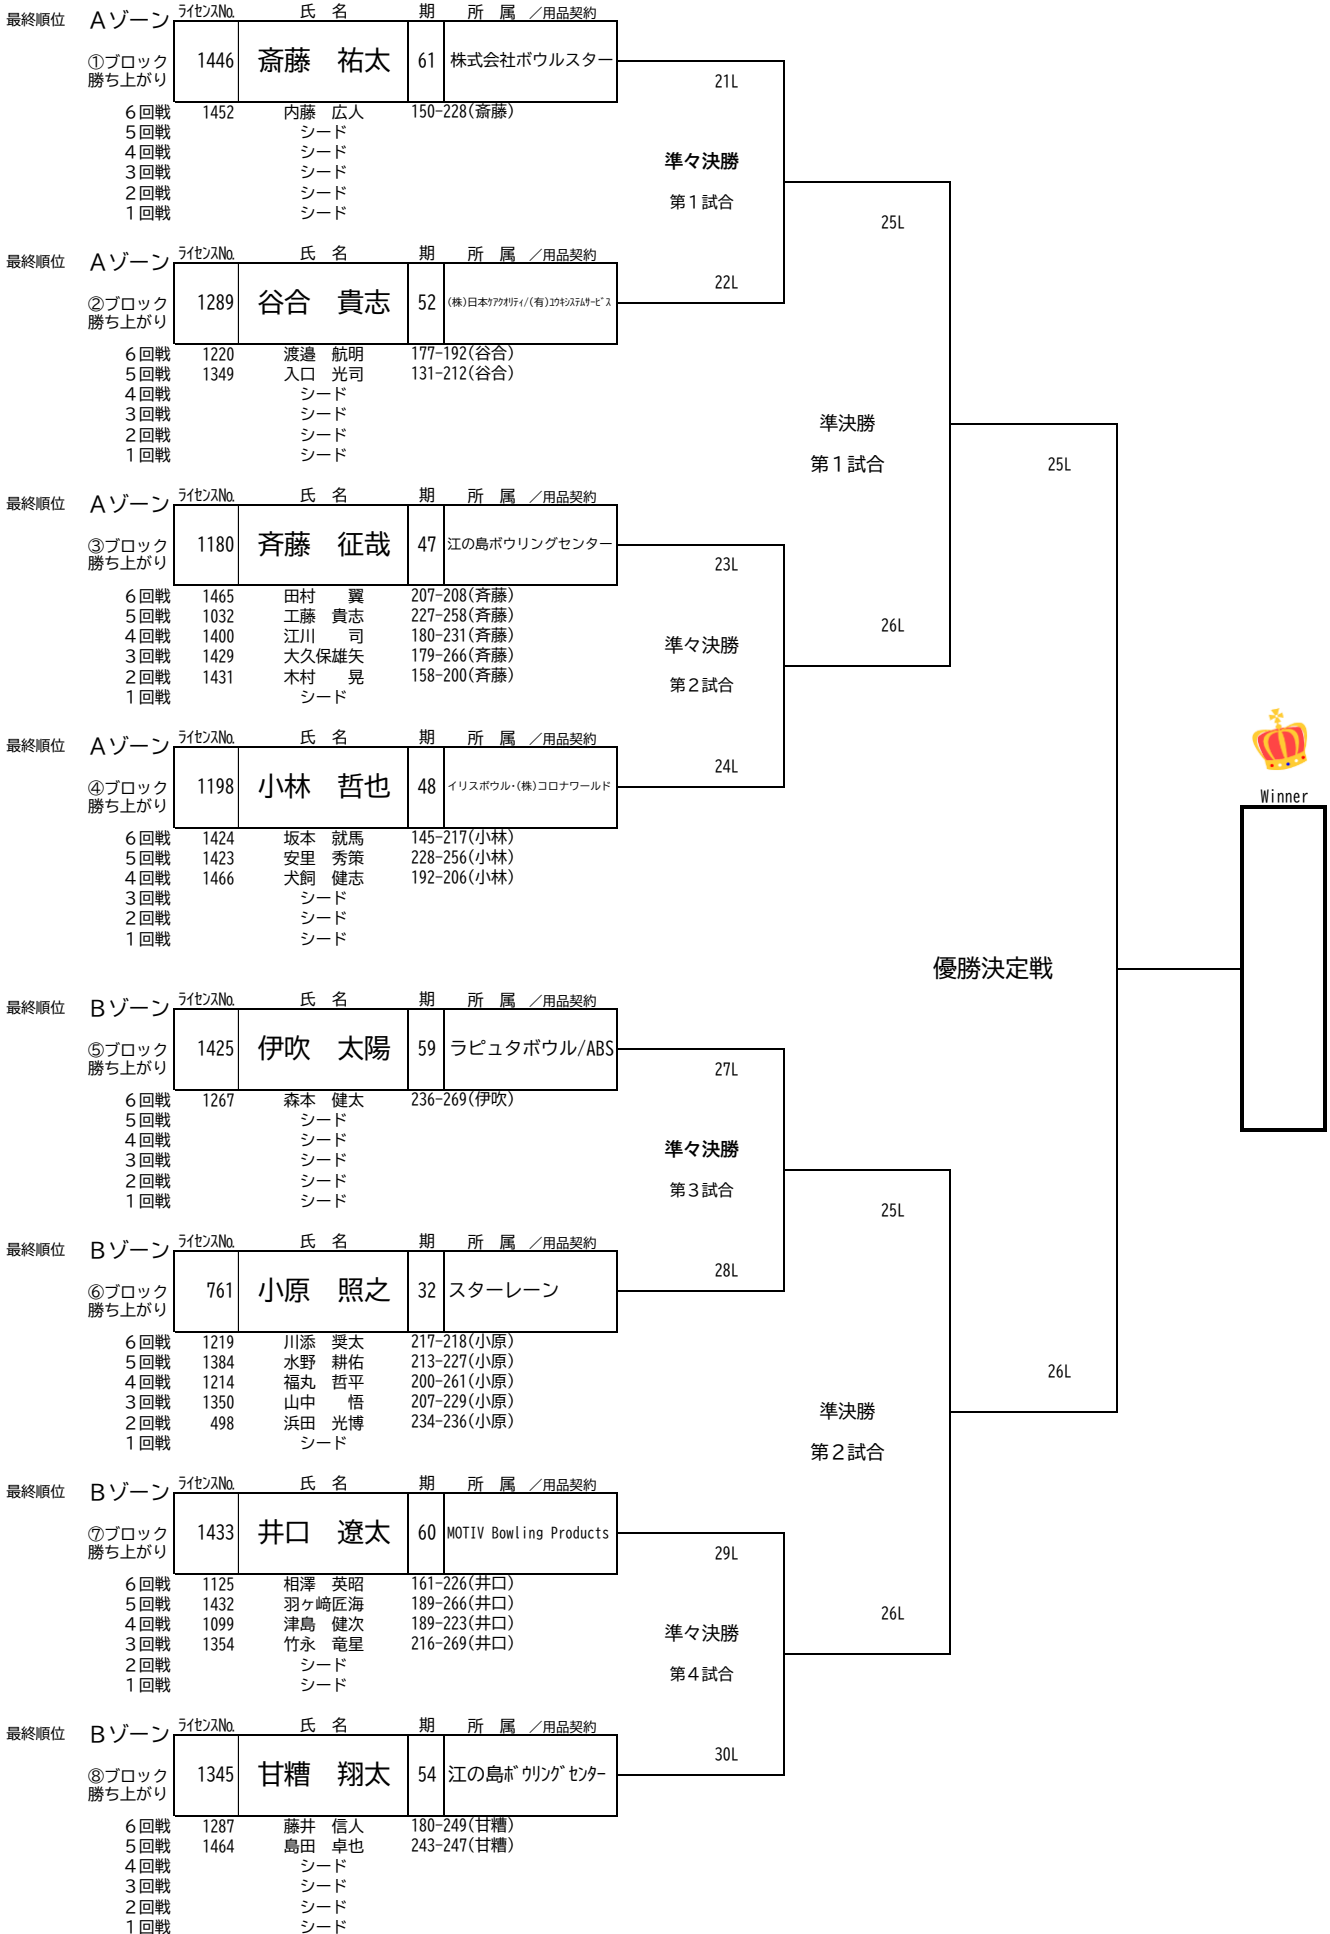 最終順位 Aゾーン ﾗｲｾﾝｽNo. 氏 名 期 所 属 ／用品契約
①ブロック 勝ち上がり 1446 斎藤 祐太 61 株式会社ボウルスター
21L
6回戦 1452 内藤 広人 150-228(斎藤)
5回戦 シード
4回戦 シード 準々決勝
3回戦 シード
2回戦 シード 第1試合
1回戦 シード
25L
最終順位 Aゾーン ﾗｲｾﾝｽNo. 氏 名 期 所 属 ／用品契約
22L
②ブロック 勝ち上がり 1289 谷合 貴志 52 (株)日本ｹｱｸｵﾘﾃｨ/(有)ﾕｳｷｼｽﾃﾑｻｰﾋﾞｽ
6回戦 1220 渡邉 航明 177-192(谷合)
5回戦 1349 入口 光司 131-212(谷合)
4回戦 シード
3回戦 シード 準決勝
2回戦 シード
1回戦 シード 第1試合 25L
最終順位 Aゾーン ﾗｲｾﾝｽNo. 氏 名 期 所 属 ／用品契約
③ブロック 勝ち上がり 1180 斉藤 征哉 47 江の島ボウリングセンター
23L
6回戦 1465 田村 翼 207-208(斉藤)
5回戦 1032 工藤 貴志 227-258(斉藤) 26L
4回戦 1400 江川 司 180-231(斉藤) 準々決勝
3回戦 1429 大久保雄矢 179-266(斉藤)
2回戦 1431 木村 晃 158-200(斉藤) 第2試合
1回戦 シード
最終順位 Aゾーン ﾗｲｾﾝｽNo. 氏 名 期 所 属 ／用品契約
24L
④ブロック 勝ち上がり 1198 小林 哲也 48 イリスボウル・(株)コロナワールド
Winner
6回戦 1424 坂本 就馬 145-217(小林)
5回戦 1423 安里 秀策 228-256(小林)
4回戦 1466 犬飼 健志 192-206(小林)
3回戦 シード
2回戦 シード
1回戦 シード
優勝決定戦
最終順位 Bゾーン ﾗｲｾﾝｽNo. 氏 名 期 所 属 ／用品契約
⑤ブロック 勝ち上がり 1425 伊吹 太陽 59 ラピュタボウル/ABS
27L
6回戦 1267 森本 健太 236-269(伊吹)
5回戦 シード
4回戦 シード 準々決勝
3回戦 シード
2回戦 シード 第3試合
1回戦 シード
25L
最終順位 Bゾーン ﾗｲｾﾝｽNo. 氏 名 期 所 属 ／用品契約
28L
⑥ブロック 勝ち上がり 761 小原 照之 32 スターレーン
6回戦 1219 川添 奨太 217-218(小原)
5回戦 1384 水野 耕佑 213-227(小原) 26L
4回戦 1214 福丸 哲平 200-261(小原)
3回戦 1350 山中 悟 207-229(小原) 準決勝
2回戦 498 浜田 光博 234-236(小原)
1回戦 シード 第2試合
最終順位 Bゾーン ﾗｲｾﾝｽNo. 氏 名 期 所 属 ／用品契約
⑦ブロック 勝ち上がり 1433 井口 遼太 60 MOTIV Bowling Products
29L
6回戦 1125 相澤 英昭 161-226(井口)
5回戦 1432 羽ヶ﨑匠海 189-266(井口) 26L
4回戦 1099 津島 健次 189-223(井口) 準々決勝
3回戦 1354 竹永 竜星 216-269(井口)
2回戦 シード 第4試合
1回戦 シード
最終順位 Bゾーン ﾗｲｾﾝｽNo. 氏 名 期 所 属 ／用品契約
30L
⑧ブロック 勝ち上がり 1345 甘糟 翔太 54 江の島ﾎﾞｳﾘﾝｸﾞｾﾝﾀｰ
6回戦 1287 藤井 信人 180-249(甘糟)
5回戦 1464 島田 卓也 243-247(甘糟)
4回戦 シード
3回戦 シード
2回戦 シード
1回戦 シード